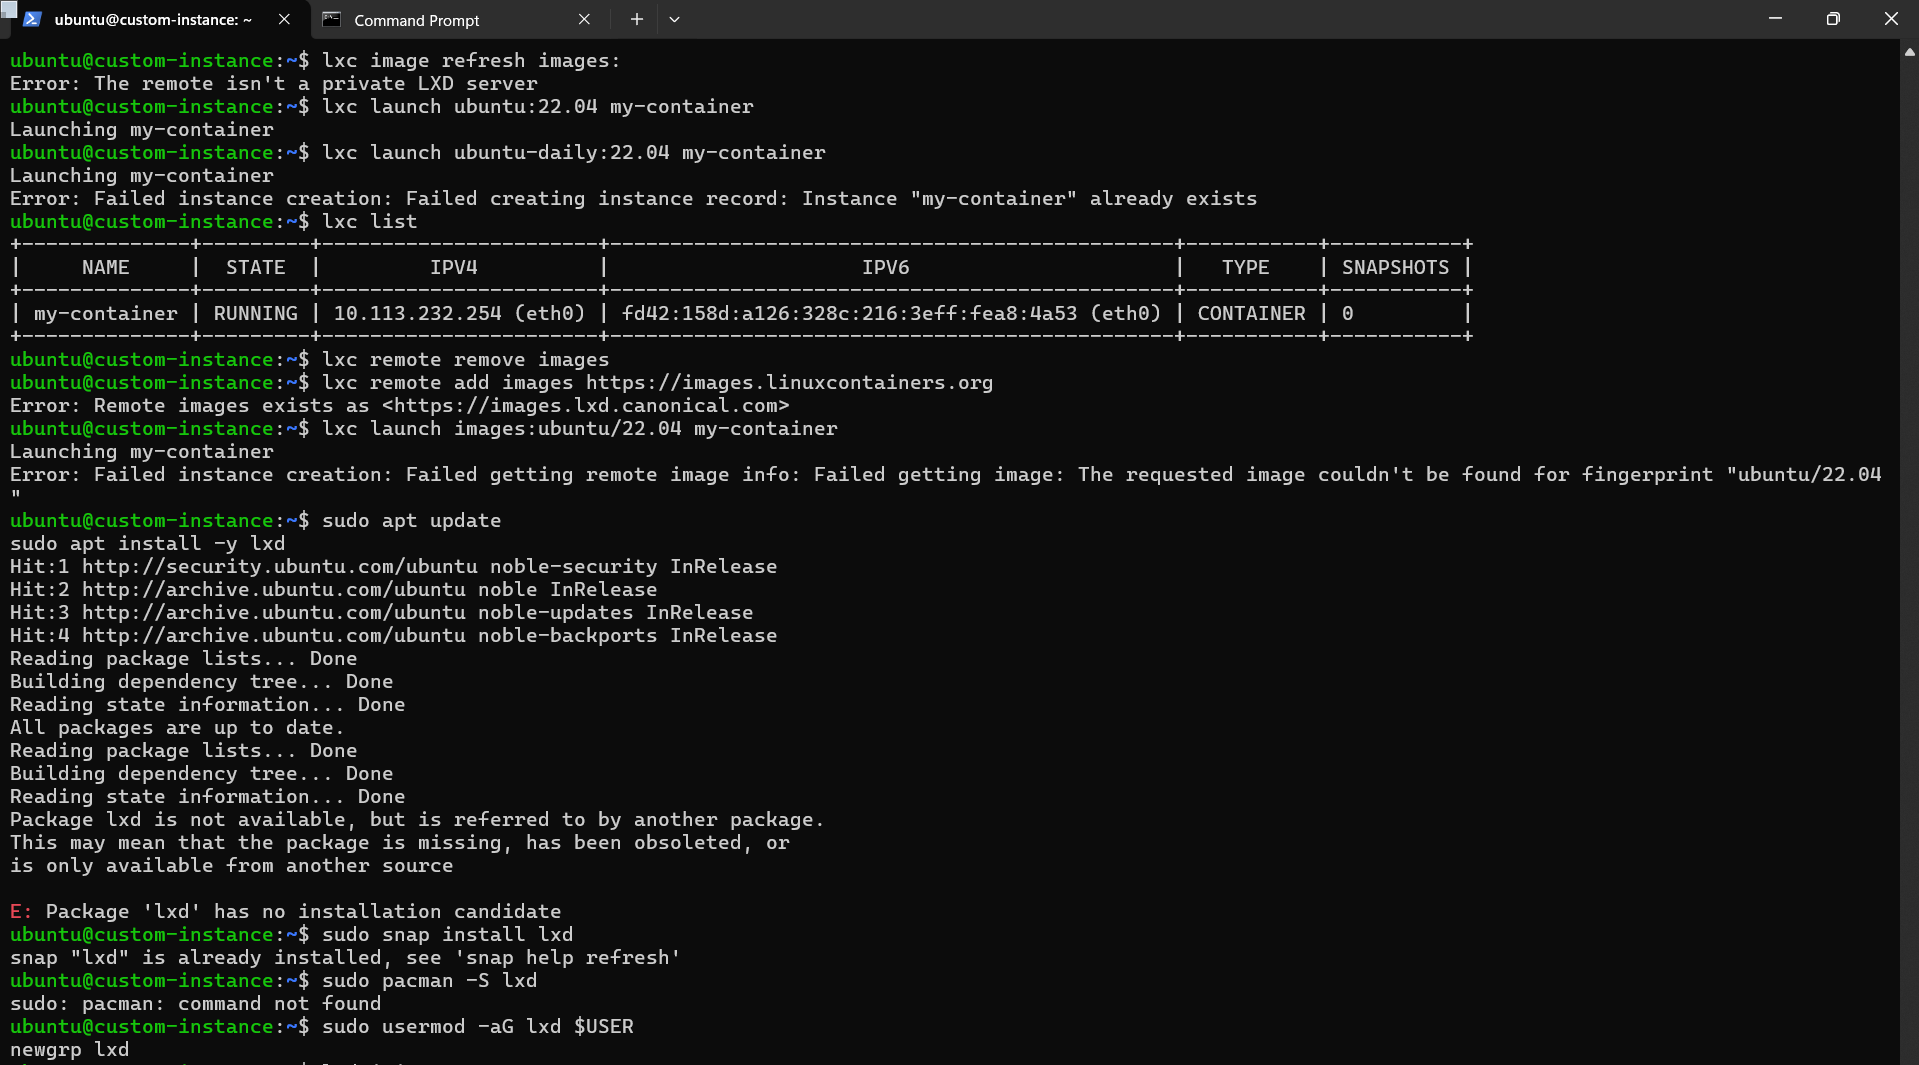 ubuntu@custom-instance: ~
Command Prompt
ubuntu@custom-instance:~$ lxc image refresh images:
Error: The remote isn't a private LXD server
ubuntu@custom-instance:~$ lxc launch ubuntu:22.04 my-container
Launching my-container
ubuntu@custom-instance:~$ lxc launch ubuntu-daily:22.04 my-container
Launching my-container
Error: Failed instance creation: Failed creating instance record: Instance "my-container" already exists
ubuntu@custom-instance:~$ lxc list
+--------------+---------+-----------------------+-----------------------------------------------+-----------+-----------+
|     NAME     |  STATE  |         IPV4          |                     IPV6                      |   TYPE    | SNAPSHOTS |
+--------------+---------+-----------------------+-----------------------------------------------+-----------+-----------+
| my-container | RUNNING | 10.113.232.254 (eth0) | fd42:158d:a126:328c:216:3eff:fea8:4a53 (eth0) | CONTAINER | 0         |
+--------------+---------+-----------------------+-----------------------------------------------+-----------+-----------+
ubuntu@custom-instance:~$ lxc remote remove images
ubuntu@custom-instance:~$ lxc remote add images https://images.linuxcontainers.org
Error: Remote images exists as <https://images.lxd.canonical.com>
ubuntu@custom-instance:~$ lxc launch images:ubuntu/22.04 my-container
Launching my-container
Error: Failed instance creation: Failed getting remote image info: Failed getting image: The requested image couldn't be found for fingerprint "ubuntu/22.04
"
ubuntu@custom-instance:~$ sudo apt update
sudo apt install -y lxd
Hit:1 http://security.ubuntu.com/ubuntu noble-security InRelease
Hit:2 http://archive.ubuntu.com/ubuntu noble InRelease
Hit:3 http://archive.ubuntu.com/ubuntu noble-updates InRelease
Hit:4 http://archive.ubuntu.com/ubuntu noble-backports InRelease
Reading package lists... Done
Building dependency tree... Done
Reading state information... Done
All packages are up to date.
Reading package lists... Done
Building dependency tree... Done
Reading state information... Done
Package lxd is not available, but is referred to by another package.
This may mean that the package is missing, has been obsoleted, or
is only available from another source

E: Package 'lxd' has no installation candidate
ubuntu@custom-instance:~$ sudo snap install lxd
snap "lxd" is already installed, see 'snap help refresh'
ubuntu@custom-instance:~$ sudo pacman -S lxd
sudo: pacman: command not found
ubuntu@custom-instance:~$ sudo usermod -aG lxd $USER
newgrp lxd